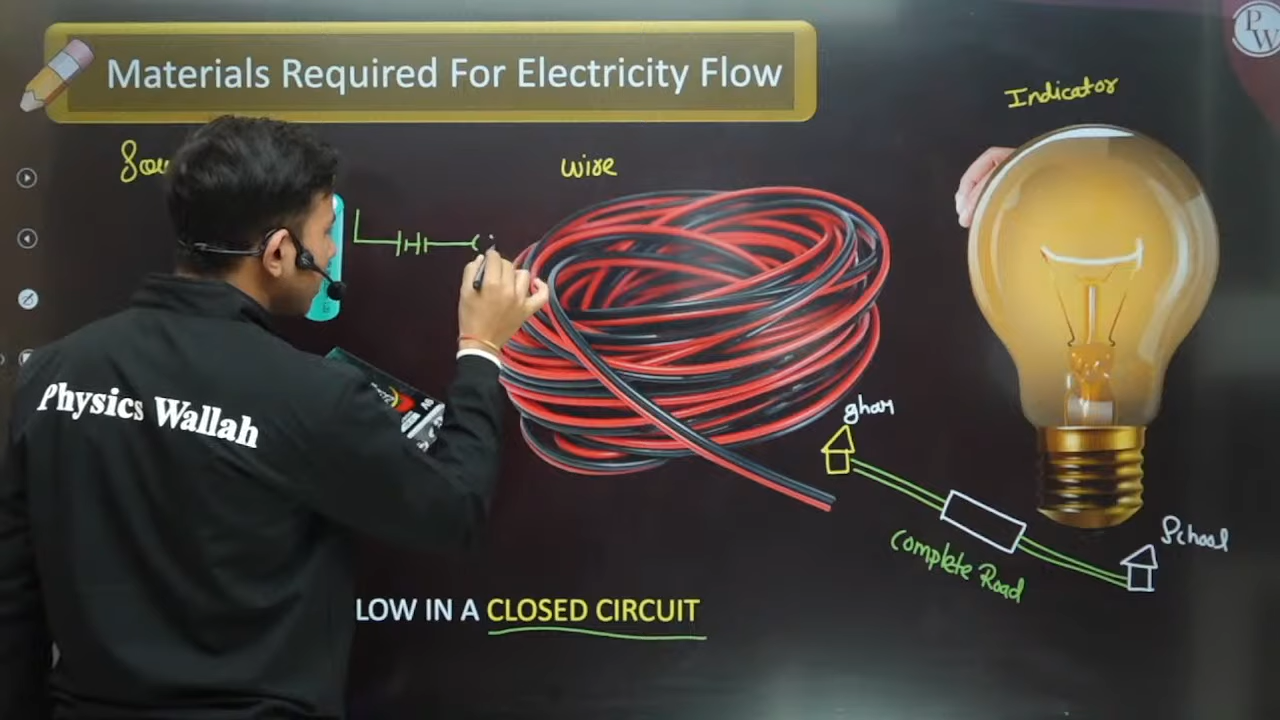 Materials Required For Electricity Flow
P
W
Indicator
wire
Physics Wallah
ghar
School
Complete Road
LOW IN A CLOSED CIRCUIT